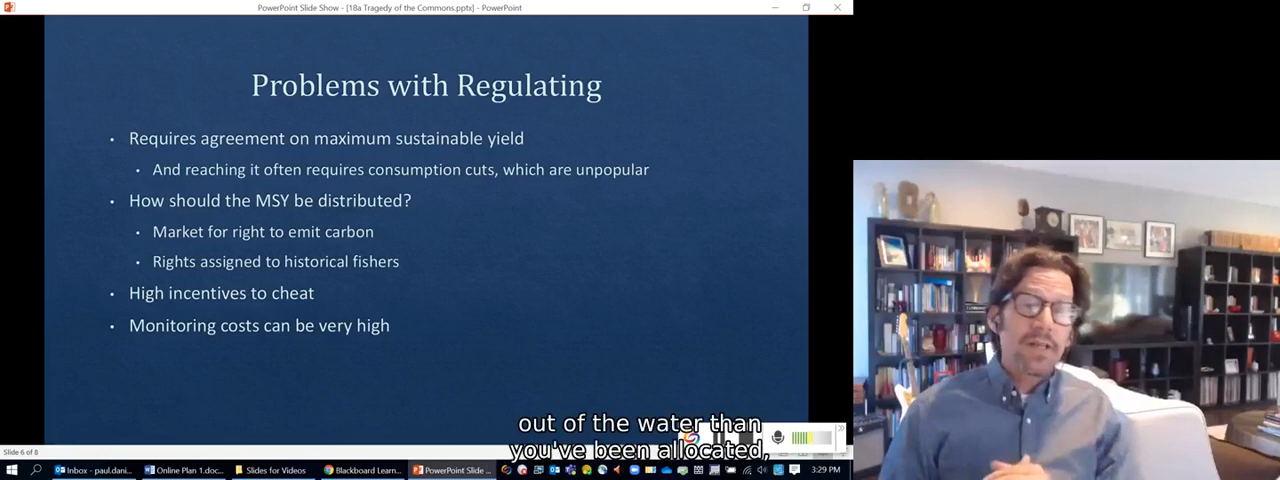 PowerPoint Slide Show - [18a Tragedy of the Commons.pptx] - PowerPoint
Problems with Regulating
• Requires agreement on maximum sustainable yield
• And reaching it often requires consumption cuts, which are unpopular
• How should the MSY be distributed?
• Market for right to emit carbon
• Rights assigned to historical fishers
• High incentives to cheat
• Monitoring costs can be very high
out of the water than
you've been allocated,
Slide 6 of 8
Inbox - paul.dani...
Online Plan 1.doc...
Slides for Videos
Blackboard Learn...
PowerPoint Slide ...
3:29 PM